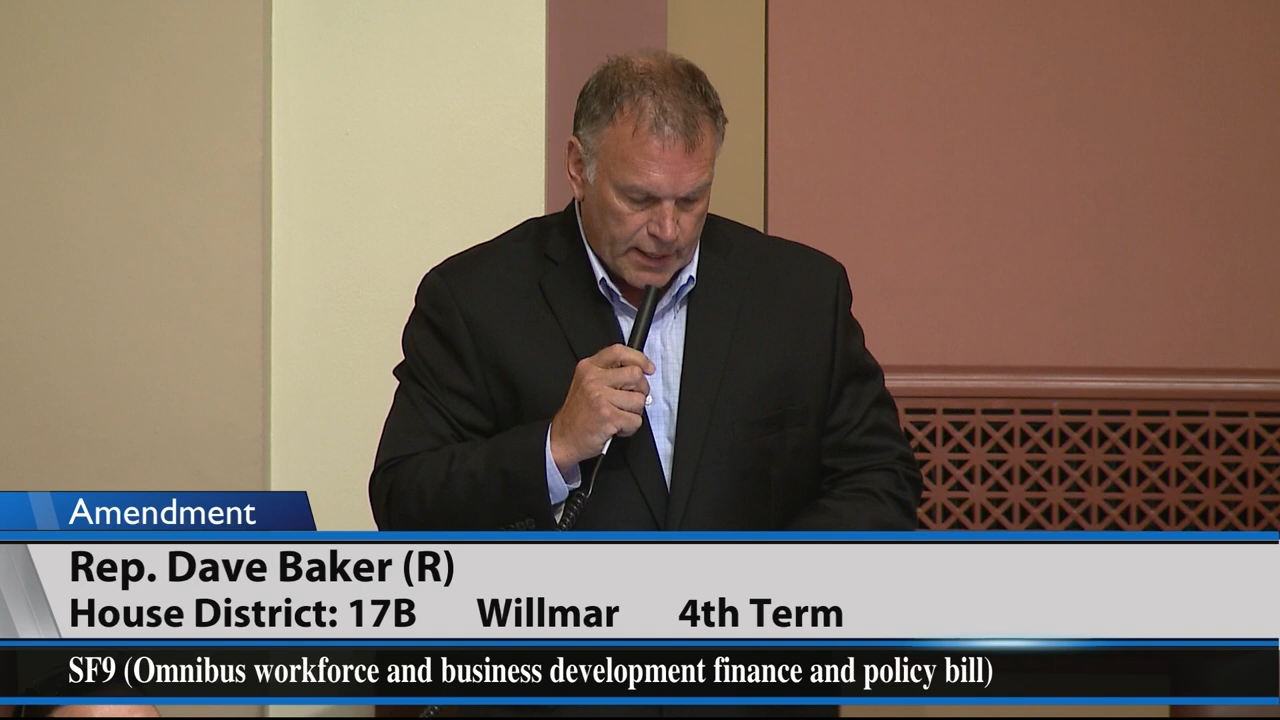 Amendment
Rep. Dave Baker (R)
House District: 17B Willmar 4th Term
SF9 (Omnibus workforce and business development finance and policy bill)